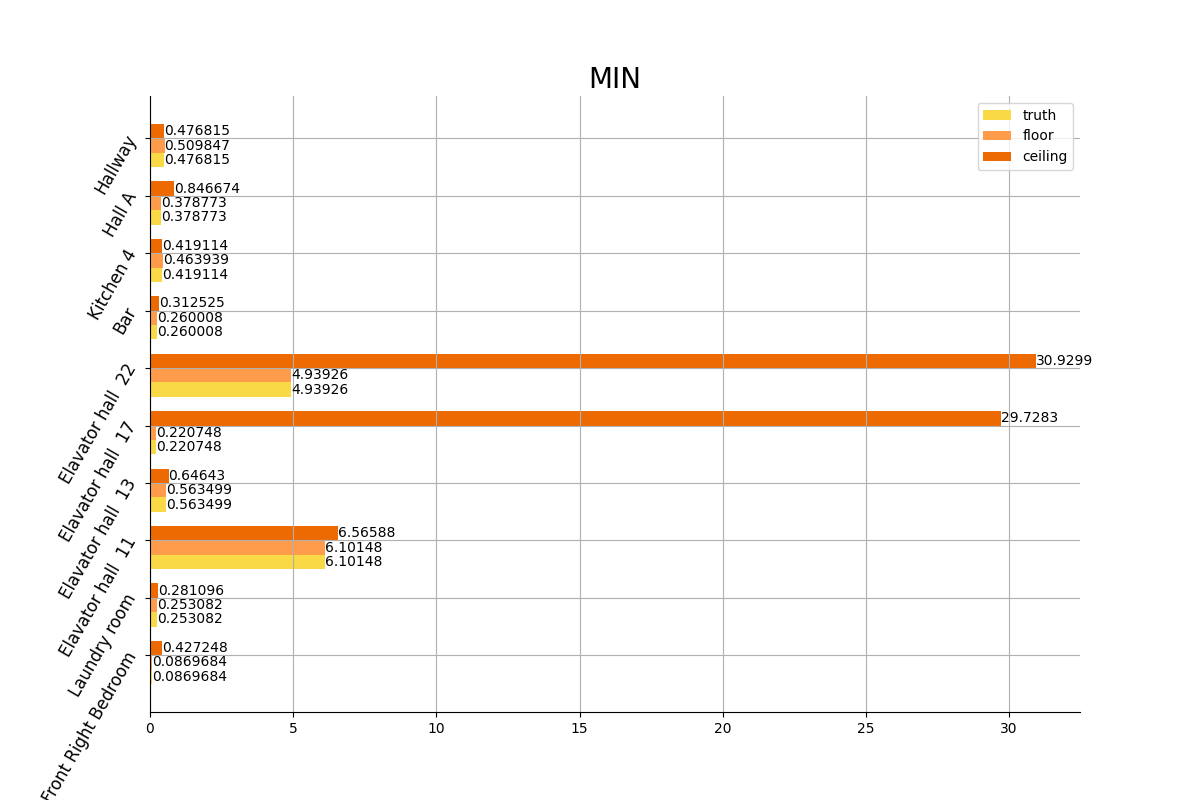 MIN
truth
floor
ceiling
Hallway
0.476815
0.509847
0.476815
Hall A
0.846674
0.378773
0.378773
Kitchen 4
0.419114
0.463939
0.419114
Bar
0.312525
0.260008
0.260008
Elavator hall 22
30.9299
4.93926
4.93926
Elavator hall 17
29.7283
0.220748
0.220748
Elavator hall 13
0.64643
0.563499
0.563499
Elavator hall 11
6.56588
6.10148
6.10148
Laundry room
0.281096
0.253082
0.253082
Front Right Bedroom
0.427248
0.0869684
0.0869684
0 5 10 15 20 25 30